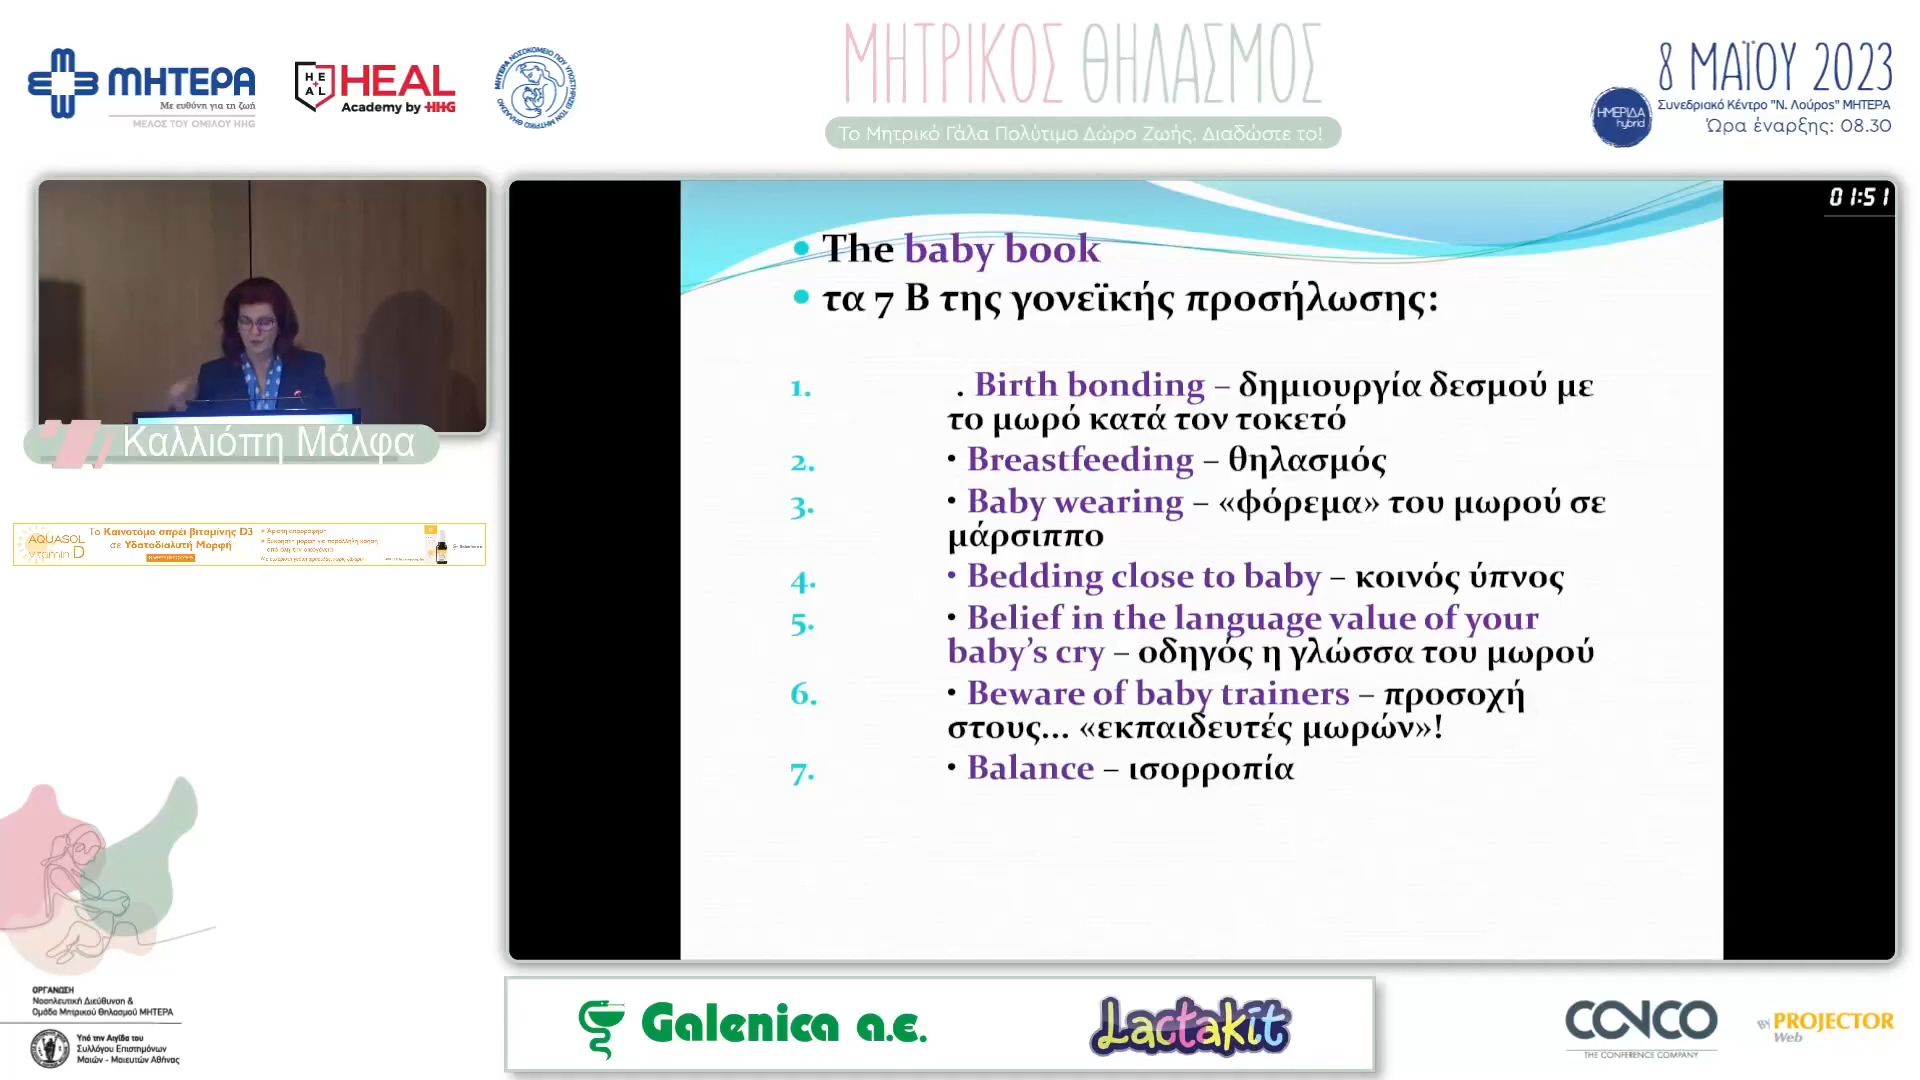 ΜΗΤΕΡΑ
Με ευθύνη για τη ζωή
ΜΕΛΟΣ ΤΟΥ ΟΜΙΛΟΥ HHG
HE
AL
HEAL
Academy by HHG
ΜΗΤΡΙΚΟΣ ΘΗΛΑΣΜΟΣ
Το Μητρικό Γάλα Πολύτιμο Δώρο Ζωής. Διαδώστε το!
8 ΜΑΪΟΥ 2023
Συνεδριακό Κέντρο "Ν. Λούρος" ΜΗΤΕΡΑ
Ώρα έναρξης: 08.30
ΗΜΕΡΙΔΑ
hybrid
01:51
• The baby book
• τα 7 Β της γονεϊκής προσήλωσης:
1. . Birth bonding – δημιουργία δεσμού με
το μωρό κατά τον τοκετό
2. • Breastfeeding – θηλασμός
3. • Baby wearing – «φόρεμα» του μωρού σε
μάρσιππο
4. • Bedding close to baby – κοινός ύπνος
5. • Belief in the language value of your
baby’s cry – οδηγός η γλώσσα του μωρού
6. • Beware of baby trainers – προσοχή
στους... «εκπαιδευτές μωρών»!
7. • Balance – ισορροπία
Καλλιόπη Μάλφα
AQUASOL
vitamin D
Το Καινοτόμο σπρέι βιταμίνης D3
σε Υδατοδιαλυτή Μορφή
ΟΡΓΑΝΩΣΗ
Νοσηλευτική Διεύθυνση &
Ομάδα Μητρικού Θηλασμού ΜΗΤΕΡΑ
Υπό την Αιγίδα του
Συλλόγου Επιστημόνων
Μαιών - Μαιευτών Αθήνας
Galenica α.ε.
Lactakit
CONCO
THE CONFERENCE COMPANY
BY PROJECTOR
Web